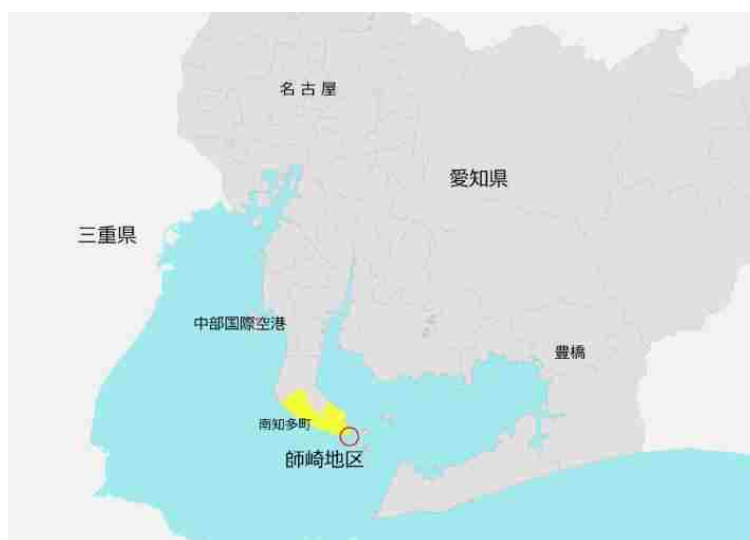 名古屋
愛知県
三重県
中部国際空港
豊橋
南知多町
師崎地区